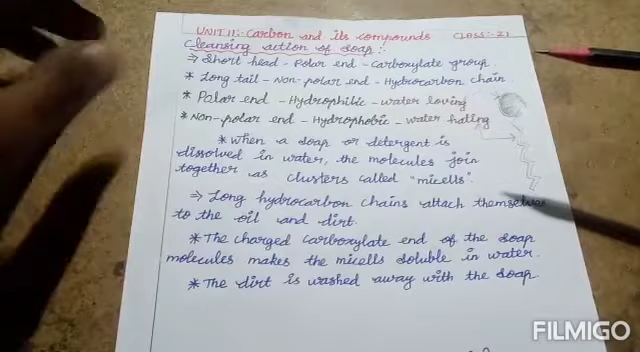 UNIT 11:- Carbon and its compounds CLASS:- 21
Cleansing action of soap:-
⇒ Short head - Polar end - Carboxylate group.
* Long tail - Non-polar end - Hydrocarbon chain.
* Polar end - Hydrophilic - water loving
* Non-polar end - Hydrophobic - water hating
* When a soap or detergent is
dissolved in water, the molecules join
together as clusters called "micells".
⇒ Long hydrocarbon chains attach themselves
to the oil and dirt.
* The charged carboxylate end of the soap
molecules makes the micells soluble in water.
* The dirt is washed away with the soap.
FILMIGO